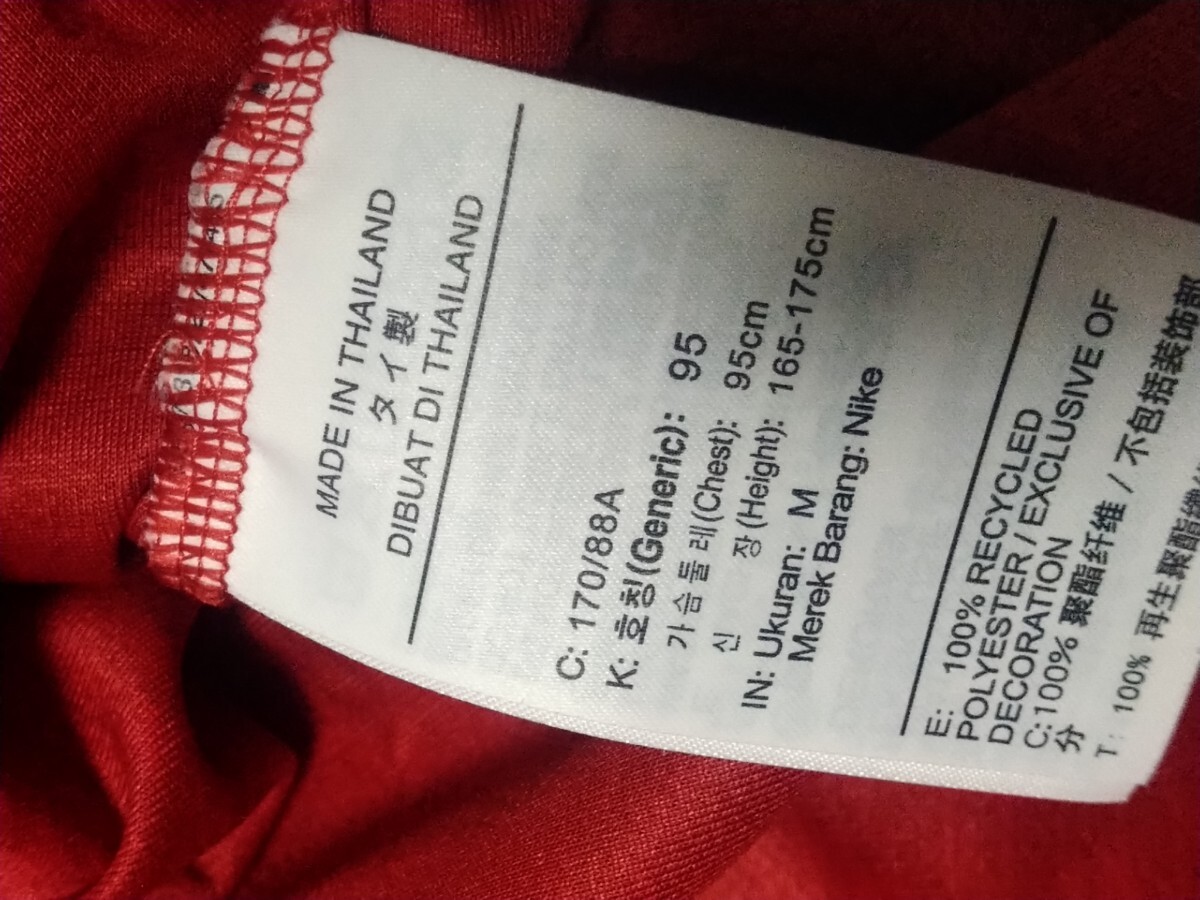 MADE IN THAILAND
タイ製
DIBUAT DI THAILAND
C: 170/88A
K: 호칭(Generic): 95
가슴둘레(Chest): 95cm
신 장(Height): 165-175cm
IN: Ukuran: M
Merek Barang: Nike
E: 100% RECYCLED
POLYESTER / EXCLUSIVE OF
DECORATION
C:100% 聚酯纤维 / 不包括装饰部
分
T: 100% 再生聚酯纖